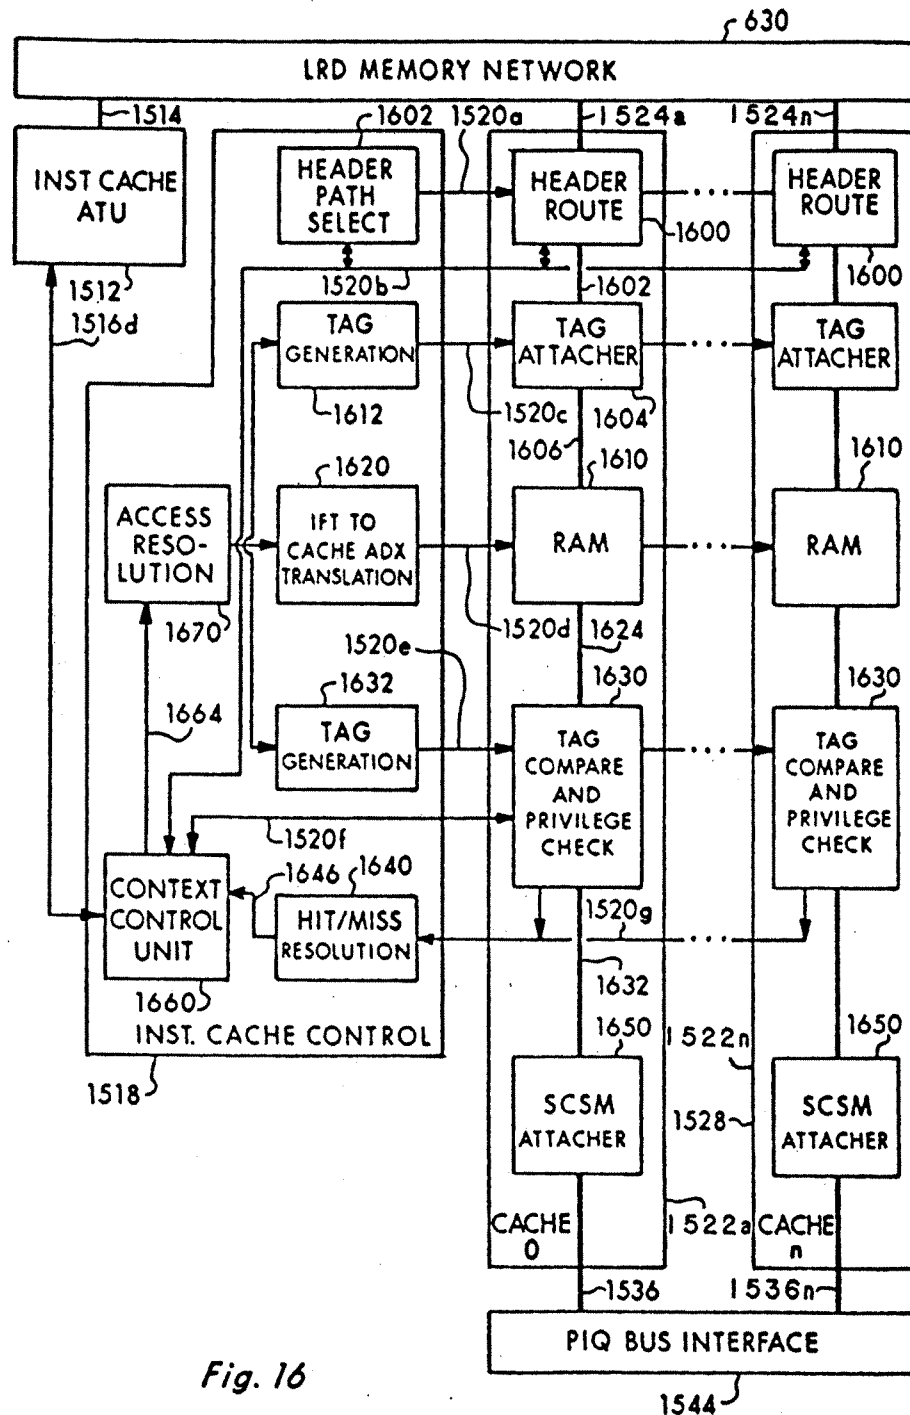 630
LRD MEMORY NETWORK
1514
1602
1520a
1524a
1524n
INST CACHE
ATU
HEADER
PATH
SELECT
HEADER
ROUTE
HEADER
ROUTE
1600
1600
1512
1520b
1602
1516d
TAG
GENERATION
TAG
ATTACHER
TAG
ATTACHER
1612
1520c
1604
1606
1620
1610
1610
ACCESS
RESO-
LUTION
IFT TO
CACHE ADX
TRANSLATION
RAM
RAM
1670
1520d
1520e
1624
1632
1630
1630
1664
TAG
GENERATION
TAG
COMPARE
AND
PRIVILEGE
CHECK
TAG
COMPARE
AND
PRIVILEGE
CHECK
1520f
1646
1640
CONTEXT
CONTROL
UNIT
HIT/MISS
RESOLUTION
1520g
1632
1660
INST. CACHE CONTROL
1518
1650
1522n
1650
SCSM
ATTACHER
1528
SCSM
ATTACHER
CACHE
0
1522a
CACHE
n
1536
1536n
PIQ BUS INTERFACE
Fig. 16
1544